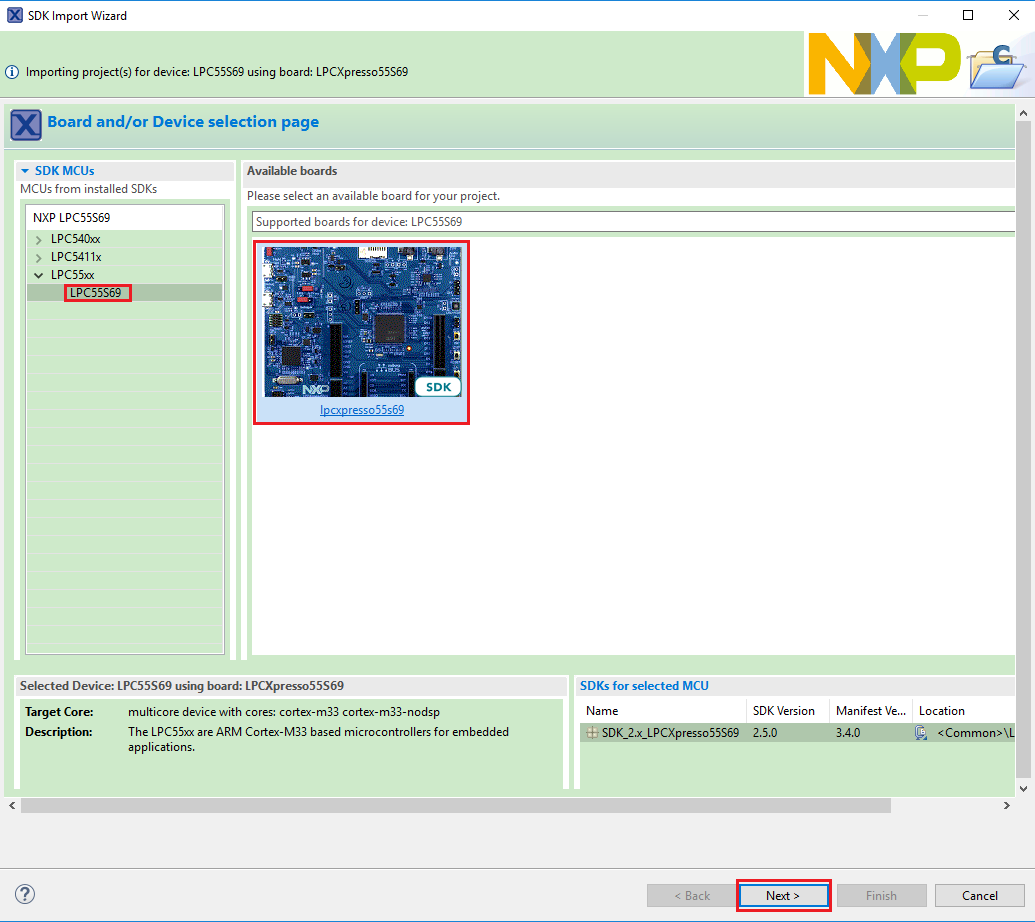 SDK Import Wizard
Importing project(s) for device: LPC55S69 using board: LPCXpresso55S69
NXP
Board and/or Device selection page
SDK MCUs
MCUs from installed SDKs
NXP LPC55S69
LPC540xx
LPC5411x
LPC55xx
LPC55S69
Available boards
Please select an available board for your project.
Supported boards for device: LPC55S69
NXP
SDK
lpcxpresso55s69
Selected Device: LPC55S69 using board: LPCXpresso55S69
Target Core: multicore device with cores: cortex-m33 cortex-m33-nodsp
Description: The LPC55xx are ARM Cortex-M33 based microcontrollers for embedded
applications.
SDKs for selected MCU
Name SDK Version Manifest Ve... Location
SDK_2.x_LPCXpresso55S69 2.5.0 3.4.0 <Common>\L
? < Back Next > Finish Cancel